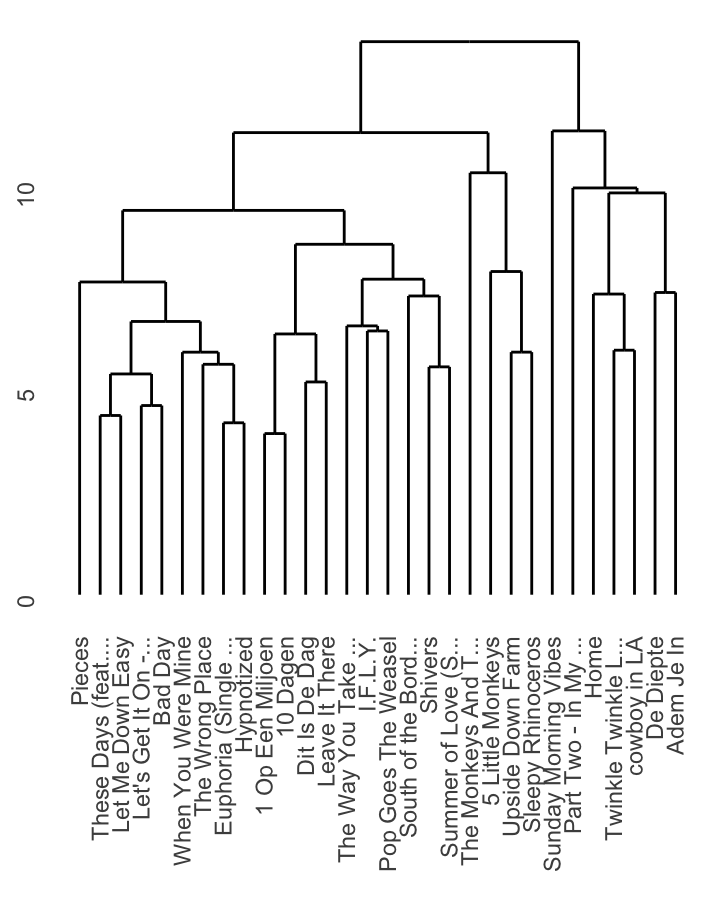 10
5
0
Pieces
These Days (feat....
Let Me Down Easy
Let's Get It On -...
Bad Day
When You Were Mine
The Wrong Place
Euphoria (Single ...
Hypnotized
1 Op Een Miljoen
10 Dagen
Dit Is De Dag
Leave It There
The Way You Take ...
I.F.L.Y.
Pop Goes The Weasel
South of the Bord...
Shivers
Summer of Love (S....
The Monkeys And T...
5 Little Monkeys
Upside Down Farm
Sleepy Rhinoceros
Sunday Morning Vibes
Part Two - In My ...
Home
Twinkle Twinkle L...
cowboy in LA
De Diepte
Adem Je In